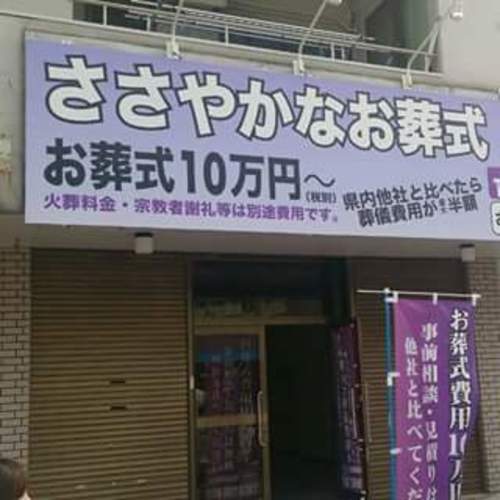 ささやかなお葬式
お葬式10万円～
(税別)
県内他社と比べたら
葬儀費用が最大半額
火葬料金・宗教者謝礼等は別途費用です。
お葬式費用10万
事前相談・見積り
他社と比べてくだ